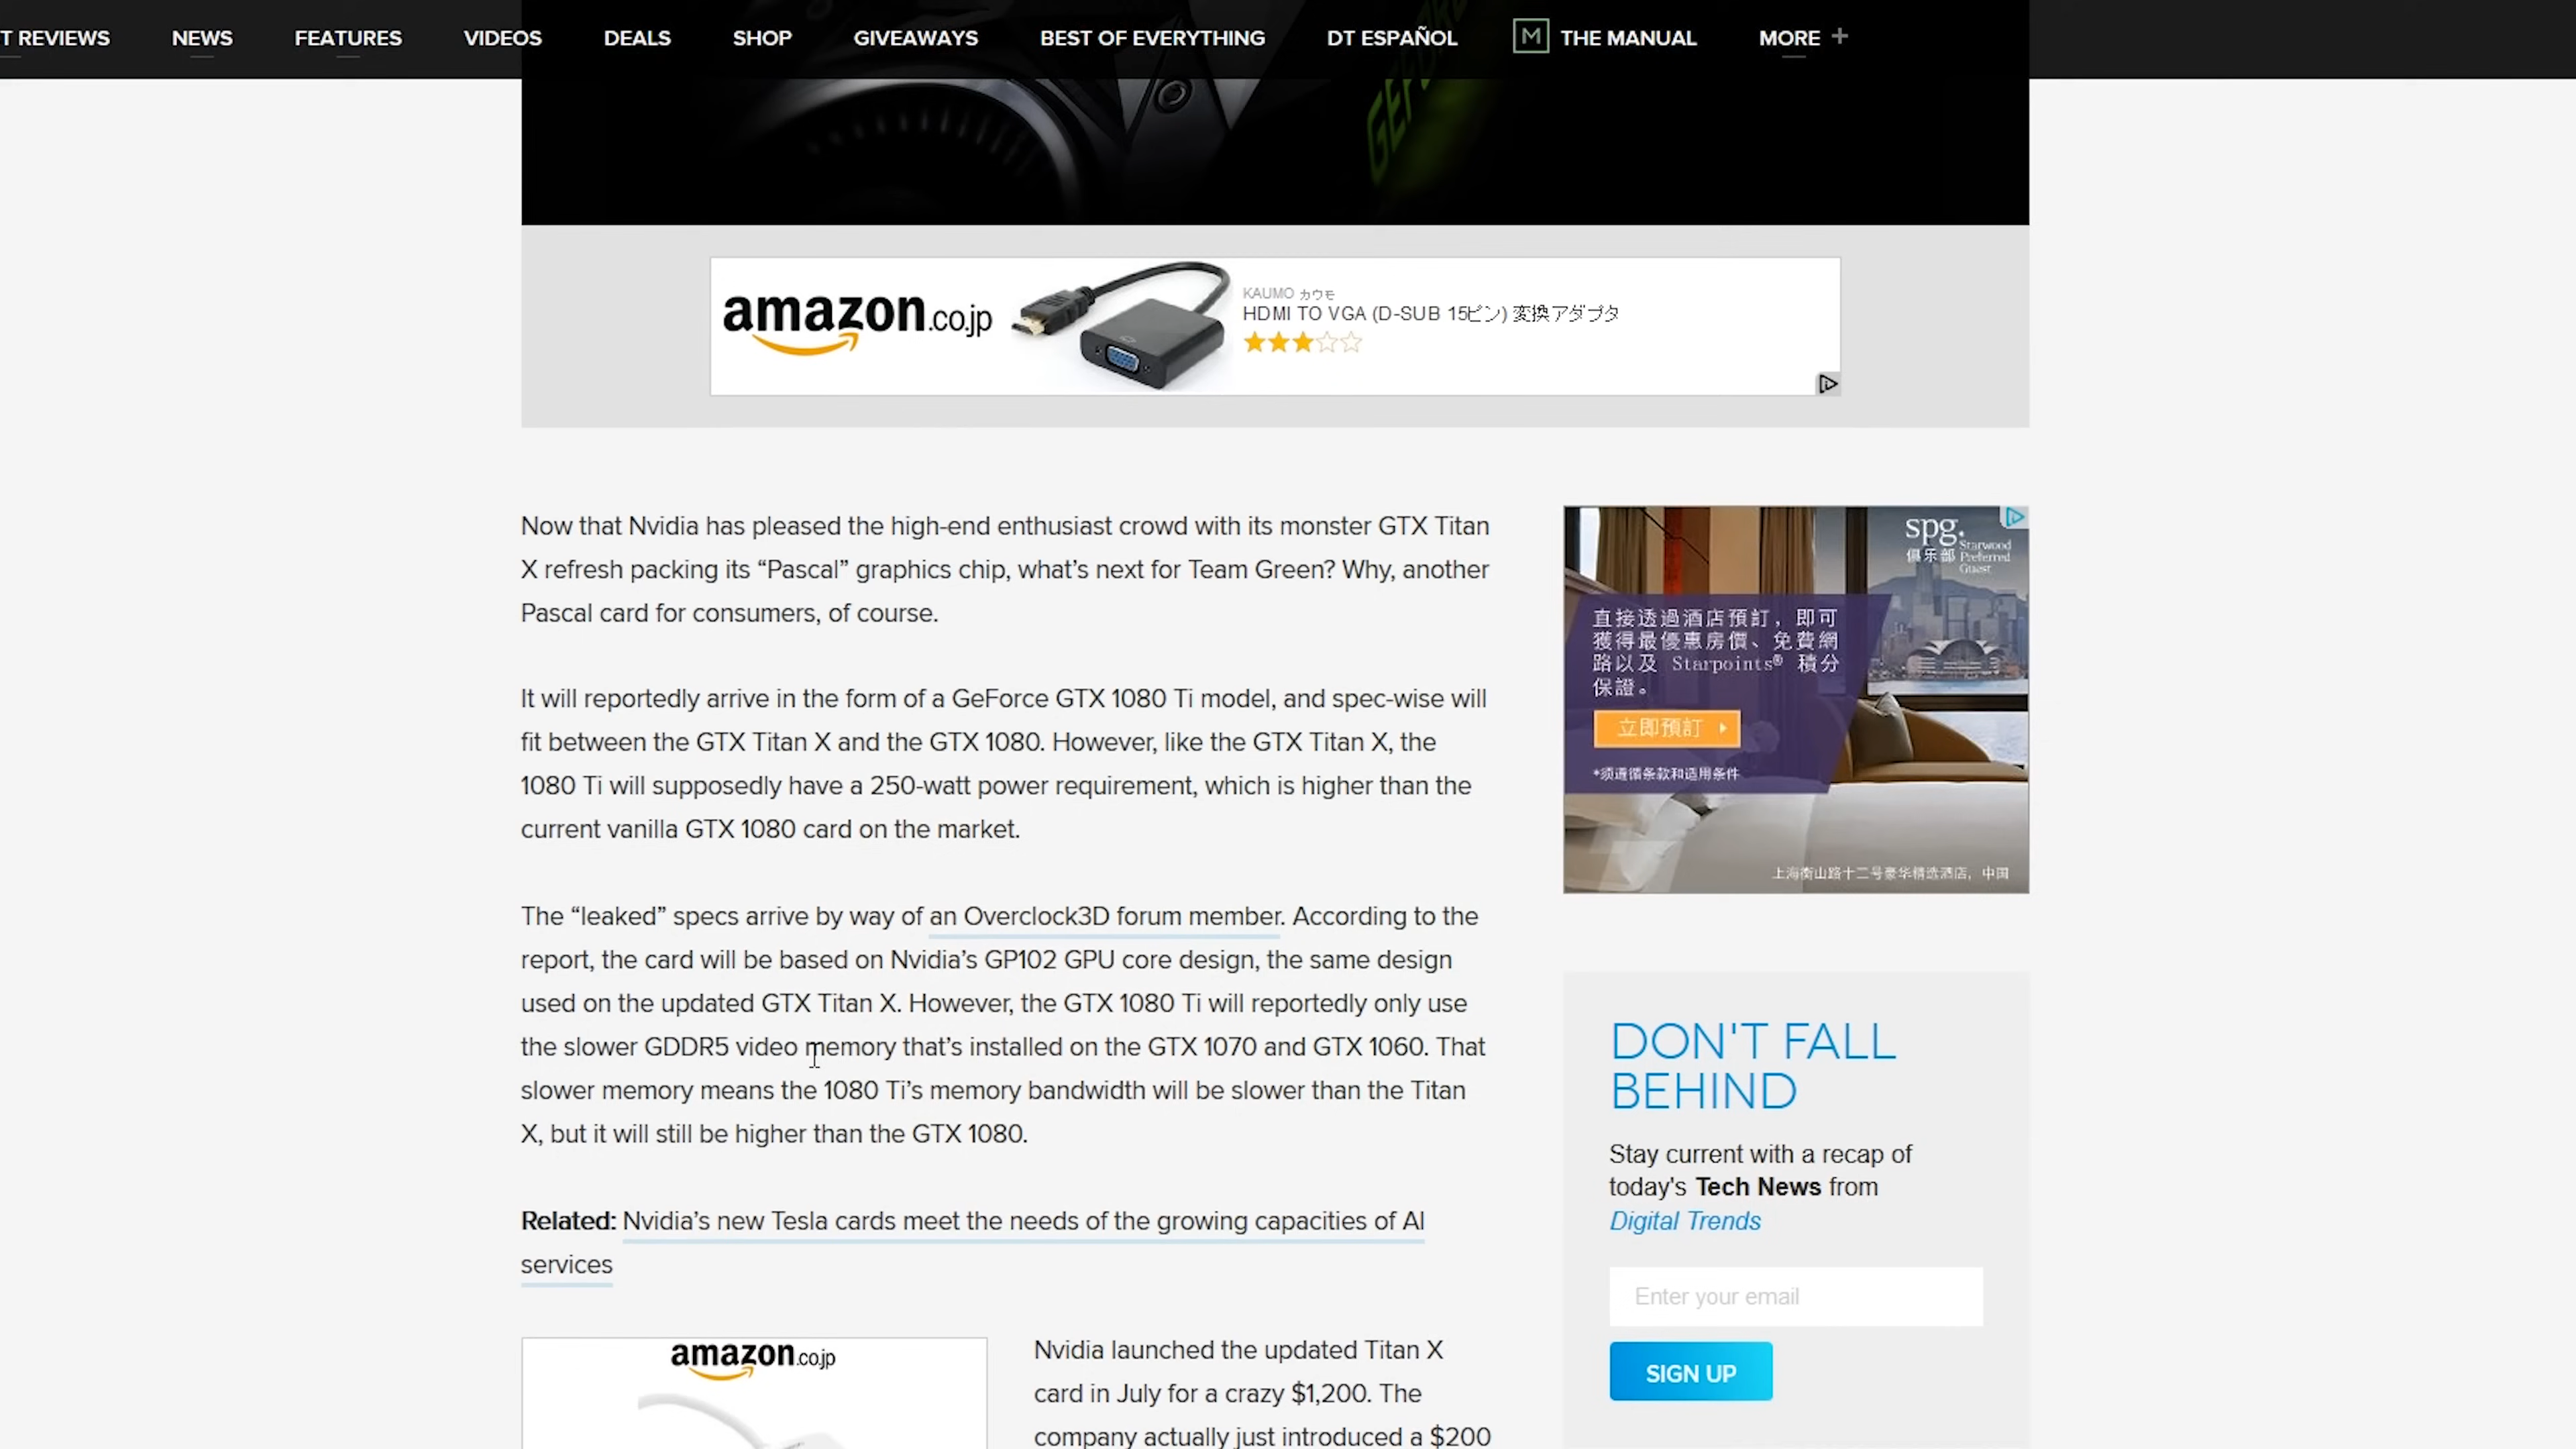 T REVIEWS
NEWS
FEATURES
VIDEOS
DEALS
SHOP
GIVEAWAYS
BEST OF EVERYTHING
DT ESPAÑOL
M THE MANUAL
MORE +
GEFORC
amazon.co.jp
KAUMO カウモ
HDMI TO VGA (D-SUB 15ピン) 変換アダプタ
Now that Nvidia has pleased the high-end enthusiast crowd with its monster GTX Titan
X refresh packing its “Pascal” graphics chip, what’s next for Team Green? Why, another
Pascal card for consumers, of course.
It will reportedly arrive in the form of a GeForce GTX 1080 Ti model, and spec-wise will
fit between the GTX Titan X and the GTX 1080. However, like the GTX Titan X, the
1080 Ti will supposedly have a 250-watt power requirement, which is higher than the
current vanilla GTX 1080 card on the market.
The “leaked” specs arrive by way of an Overclock3D forum member. According to the
report, the card will be based on Nvidia’s GP102 GPU core design, the same design
used on the updated GTX Titan X. However, the GTX 1080 Ti will reportedly only use
the slower GDDR5 video memory that’s installed on the GTX 1070 and GTX 1060. That
slower memory means the 1080 Ti’s memory bandwidth will be slower than the Titan
X, but it will still be higher than the GTX 1080.
Related: Nvidia’s new Tesla cards meet the needs of the growing capacities of AI
services
amazon.co.jp
Nvidia launched the updated Titan X
card in July for a crazy $1,200. The
company actually just introduced a $200
spg.
俱乐部
Starwood
Preferred
Guest
直接透過酒店預訂，即可
獲得最優惠房價、免費網
路以及 Starpoints® 積分
保證。
立即預訂
*须遵循条款和适用条件
上海衡山路十二号豪华精选酒店，中国
DON'T FALL
BEHIND
Stay current with a recap of
today's Tech News from
Digital Trends
Enter your email
SIGN UP